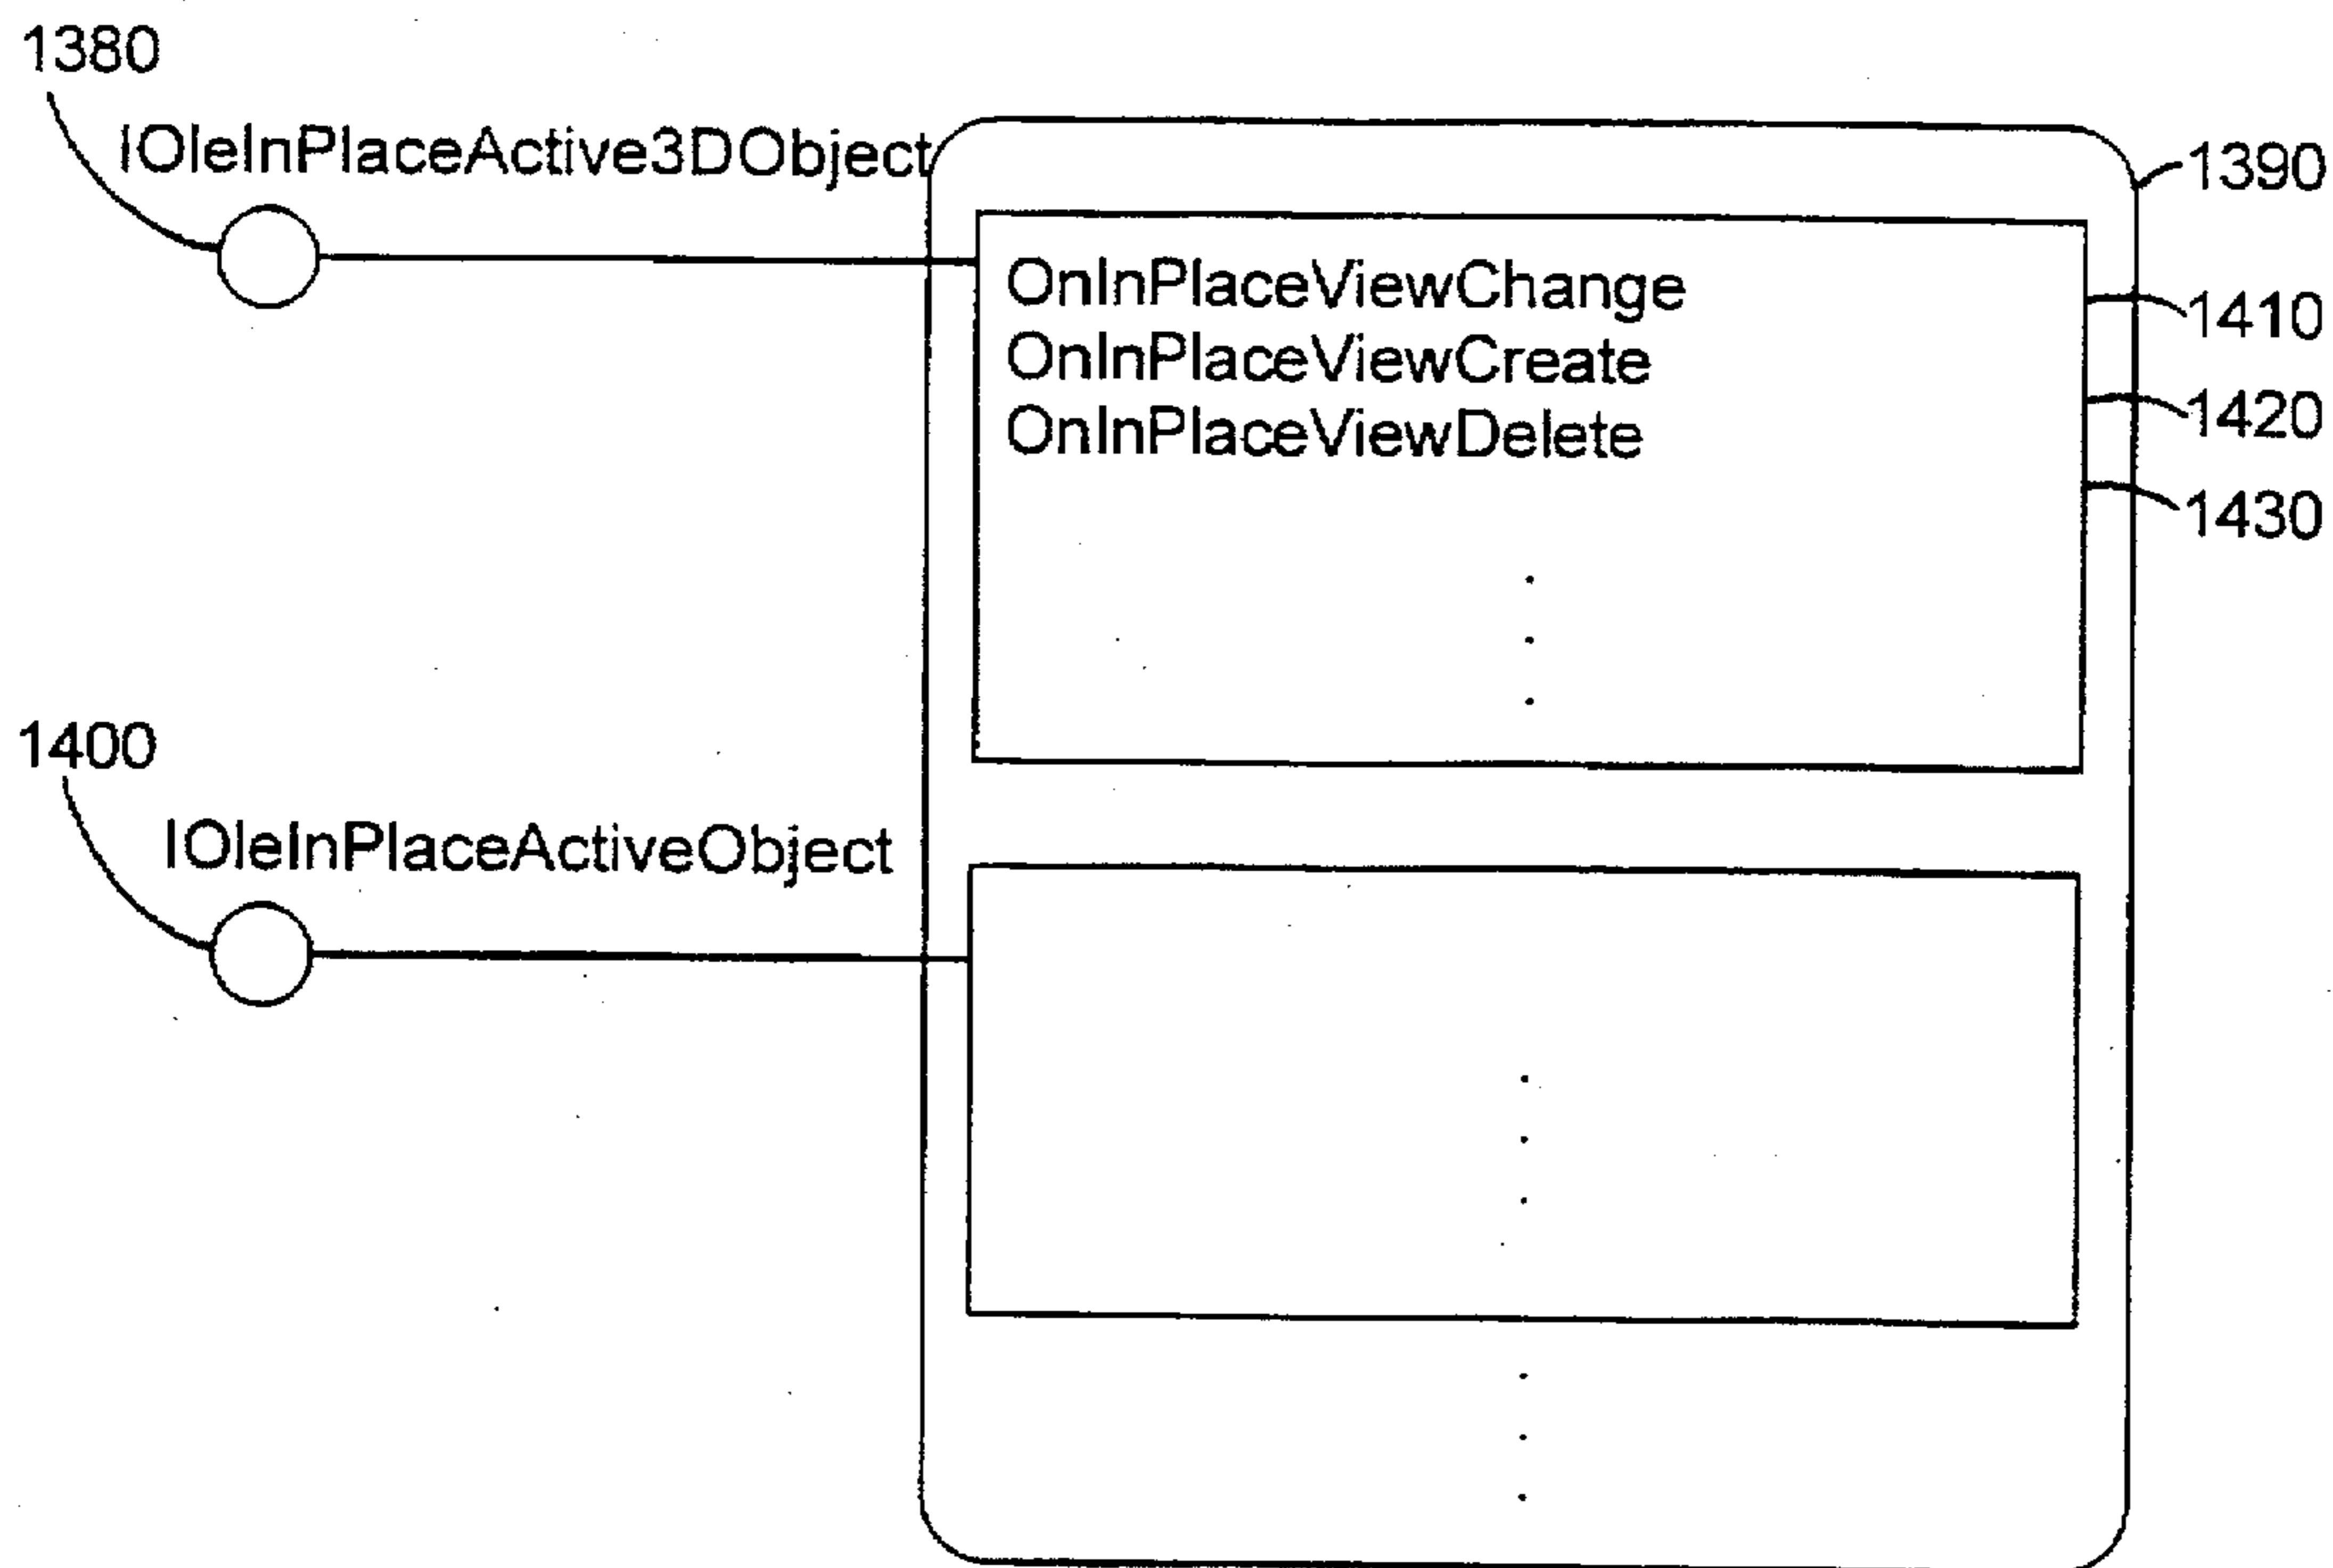 1380
IOleInPlaceActive3DObject
1390
OnInPlaceViewChange
1410
OnInPlaceViewCreate
1420
OnInPlaceViewDelete
1430
1400
IOleInPlaceActiveObject